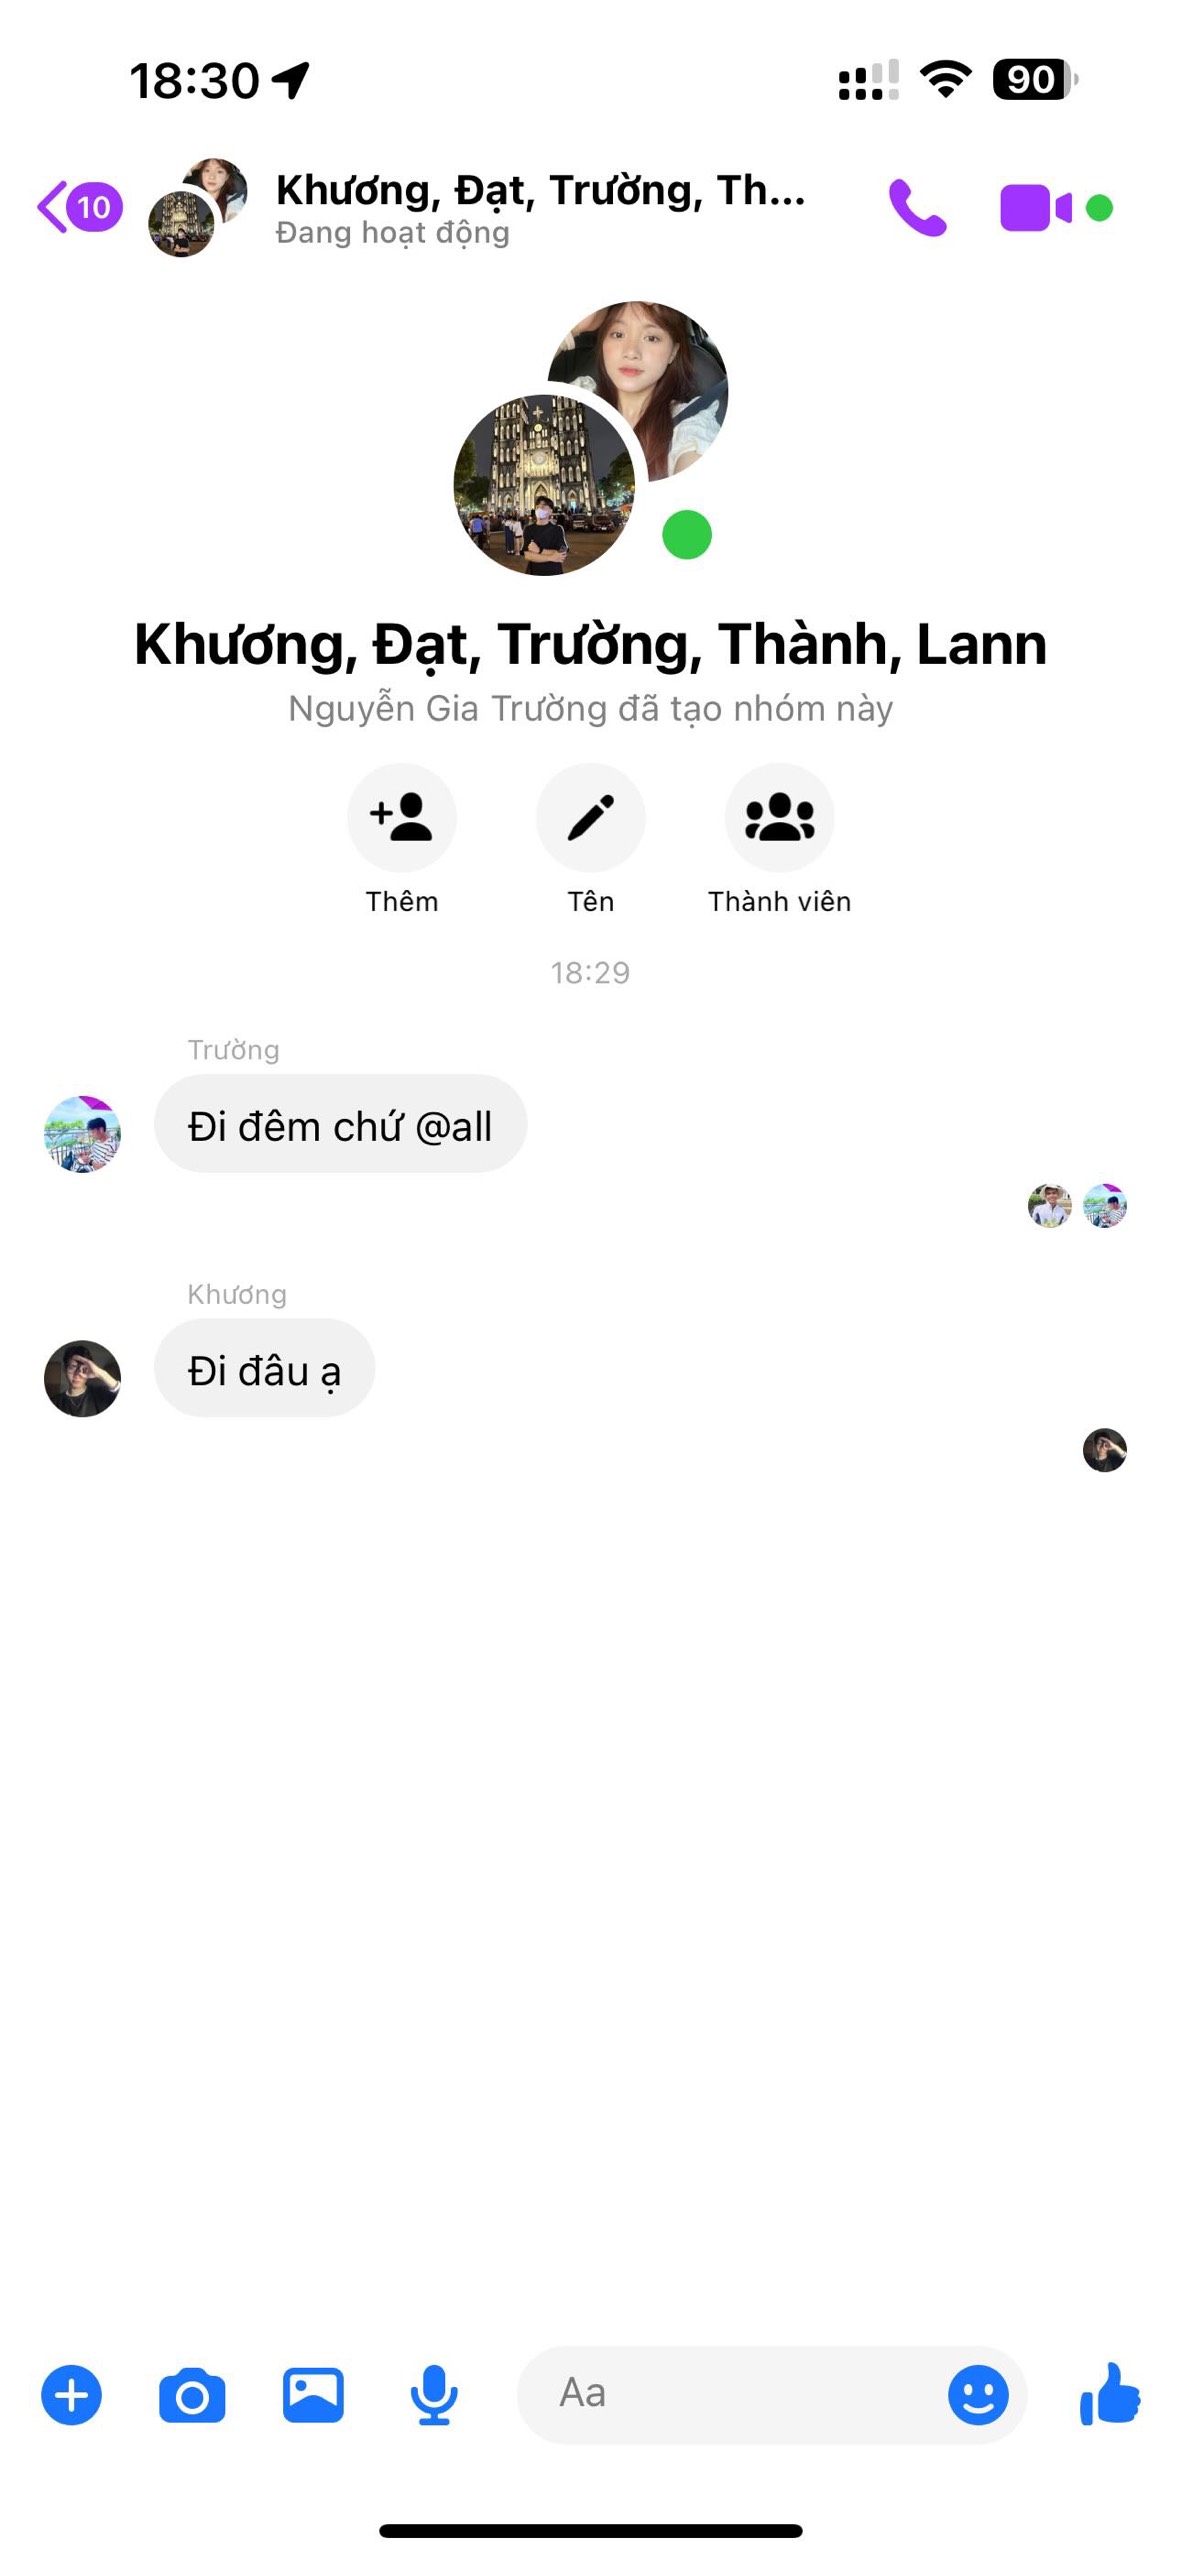 18:30
90
10
Khương, Đạt, Trường, Th...
Đang hoạt động
Khương, Đạt, Trường, Thành, Lann
Nguyễn Gia Trường đã tạo nhóm này
Thêm
Tên
Thành viên
18:29
Trường
Đi đêm chứ @all
Khương
Đi đâu ạ
Aa